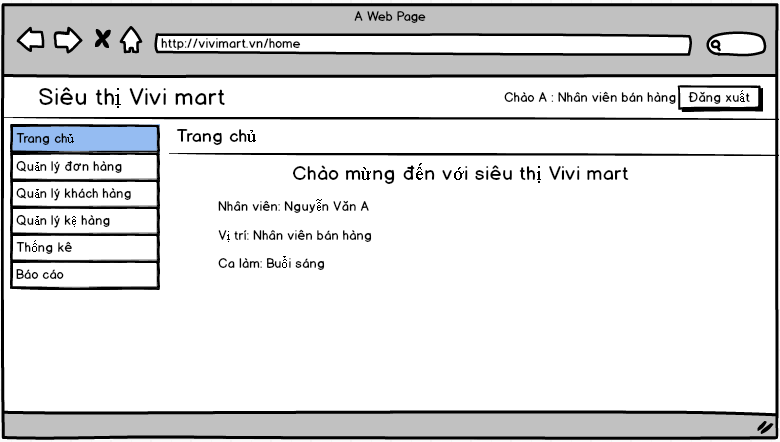 A Web Page
http://vivimart.vn/home
Siêu thị Vivi mart
Chào A : Nhân viên bán hàng
Đăng xuất
Trang chủ
Quản lý đơn hàng
Quản lý khách hàng
Quản lý kệ hàng
Thống kê
Báo cáo
Trang chủ
Chào mừng đến với siêu thị Vivi mart
Nhân viên: Nguyễn Văn A
Vị trí: Nhân viên bán hàng
Ca làm: Buổi sáng